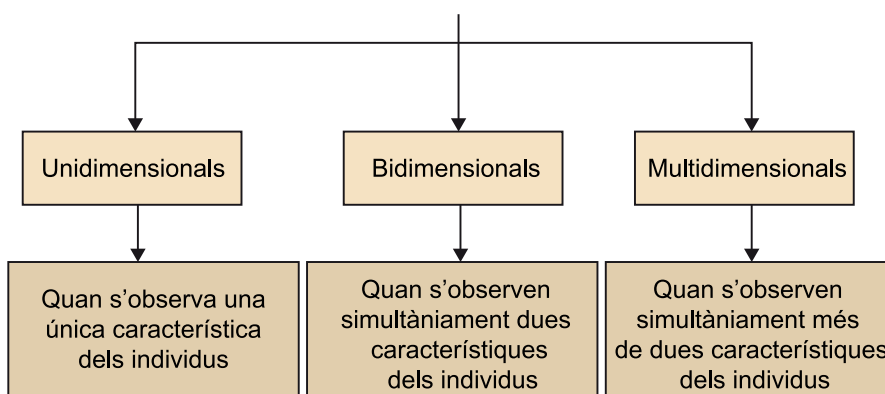 Unidimensionals
Bidimensionals
Multidimensionals
Quan s’observa una
única característica
dels individus
Quan s’observen
simultàniament dues
característiques
dels individus
Quan s’observen
simultàniament més
de dues característiques
dels individus